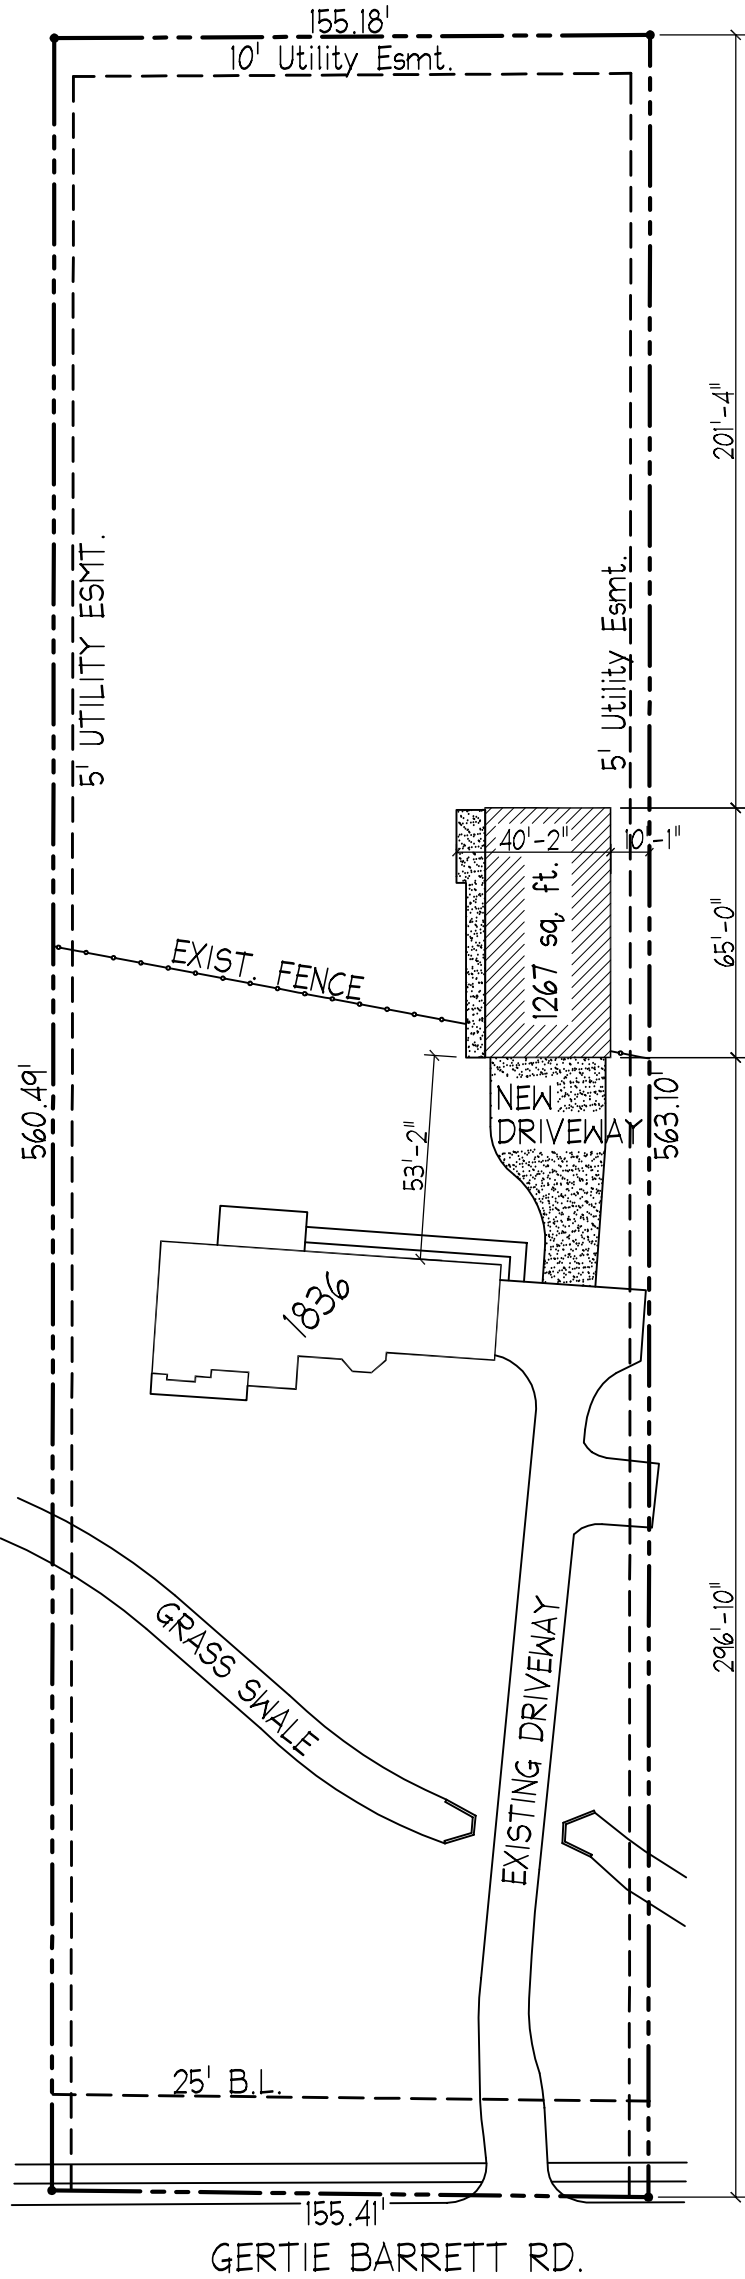 155.18'
10' Utility Esmt.
201'-4"
5' UTILITY ESMT.
5' Utility Esmt.
40'-2"
10'-1"
1267 sq. ft.
65'-0"
EXIST. FENCE
560.49'
NEW
DRIVEWAY
563.10'
53'-2"
1836
296'-10"
GRASS SWALE
EXISTING DRIVEWAY
25' B.L.
155.41'
GERTIE BARRETT RD.